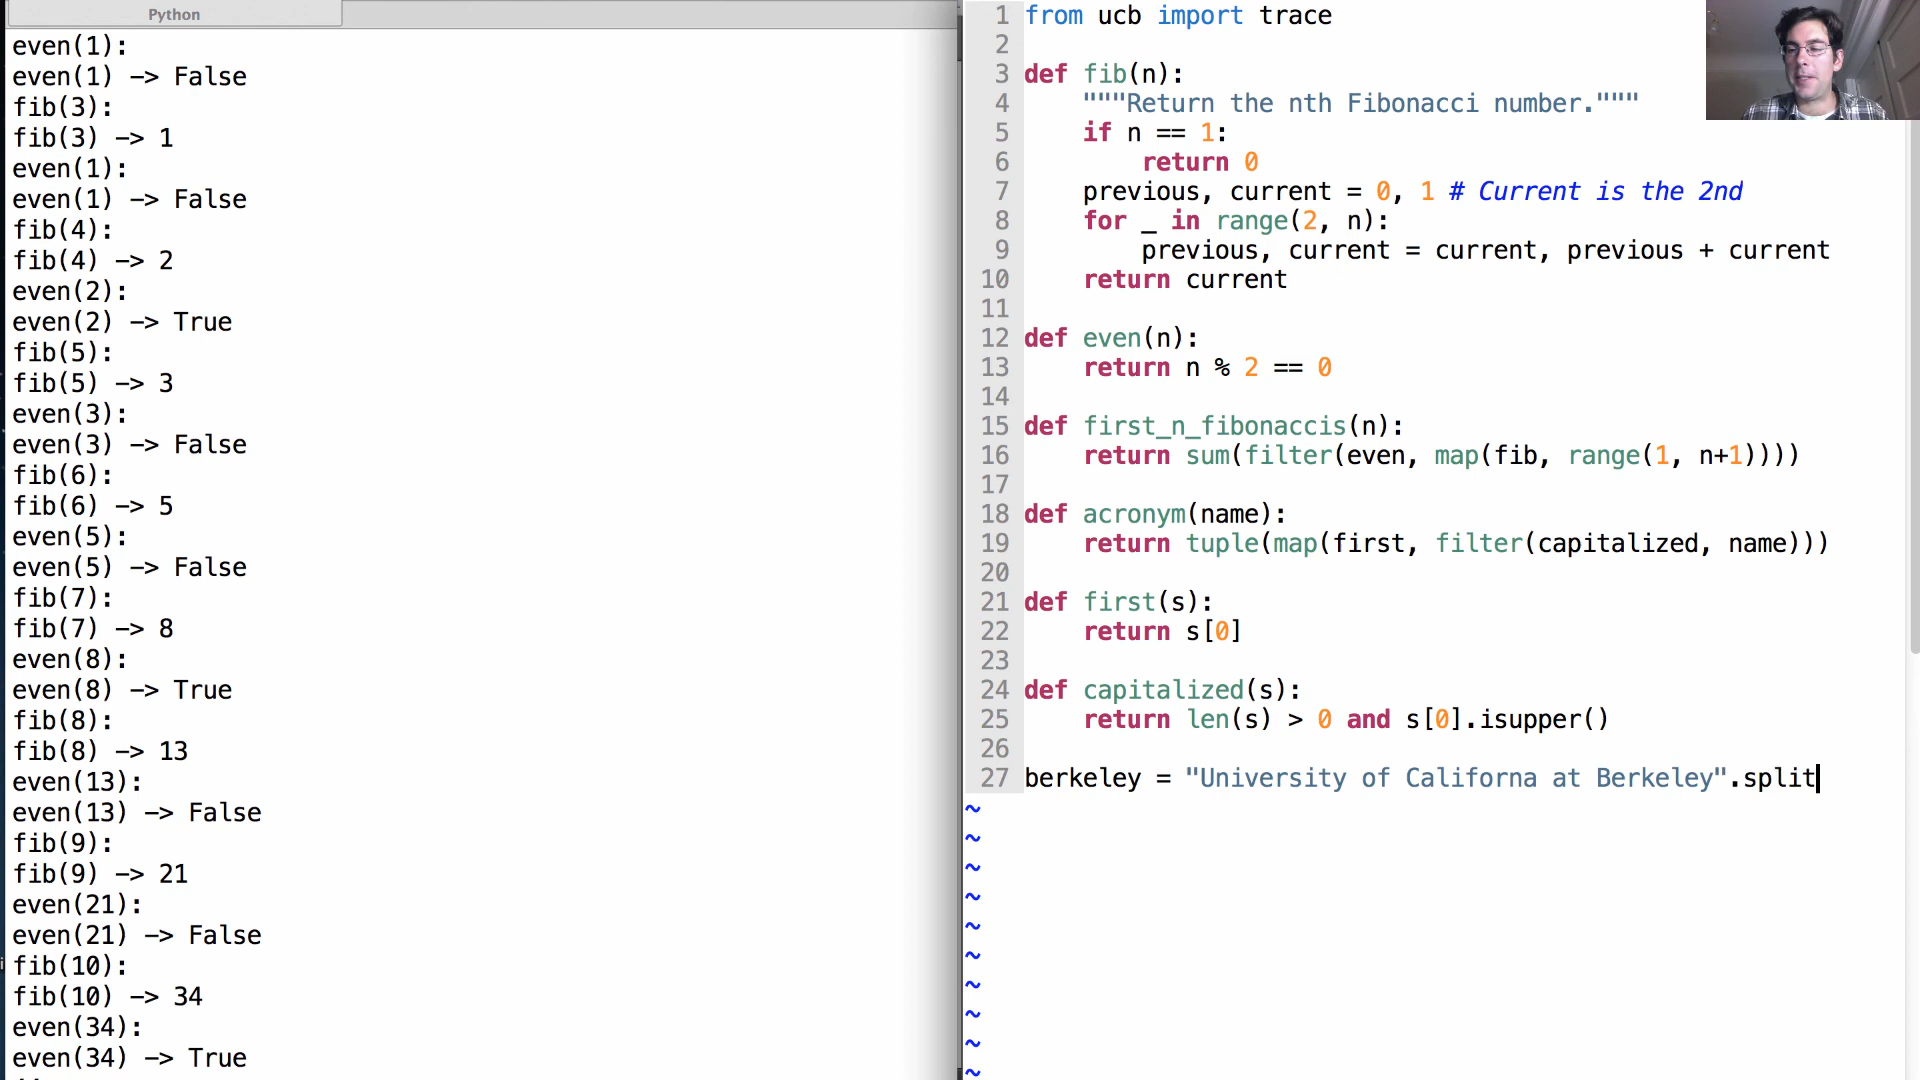 Python
even(1):
even(1) -> False
fib(3):
fib(3) -> 1
even(1):
even(1) -> False
fib(4):
fib(4) -> 2
even(2):
even(2) -> True
fib(5):
fib(5) -> 3
even(3):
even(3) -> False
fib(6):
fib(6) -> 5
even(5):
even(5) -> False
fib(7):
fib(7) -> 8
even(8):
even(8) -> True
fib(8):
fib(8) -> 13
even(13):
even(13) -> False
fib(9):
fib(9) -> 21
even(21):
even(21) -> False
fib(10):
fib(10) -> 34
even(34):
even(34) -> True
1 from ucb import trace
2
3 def fib(n):
4     """Return the nth Fibonacci number."""
5     if n == 1:
6         return 0
7     previous, current = 0, 1 # Current is the 2nd
8     for _ in range(2, n):
9         previous, current = current, previous + current
10     return current
11
12 def even(n):
13     return n % 2 == 0
14
15 def first_n_fibonaccis(n):
16     return sum(filter(even, map(fib, range(1, n+1))))
17
18 def acronym(name):
19     return tuple(map(first, filter(capitalized, name)))
20
21 def first(s):
22     return s[0]
23
24 def capitalized(s):
25     return len(s) > 0 and s[0].isupper()
26
27 berkeley = "University of Californa at Berkeley".split
~
~
~
~
~
~
~
~
~
~